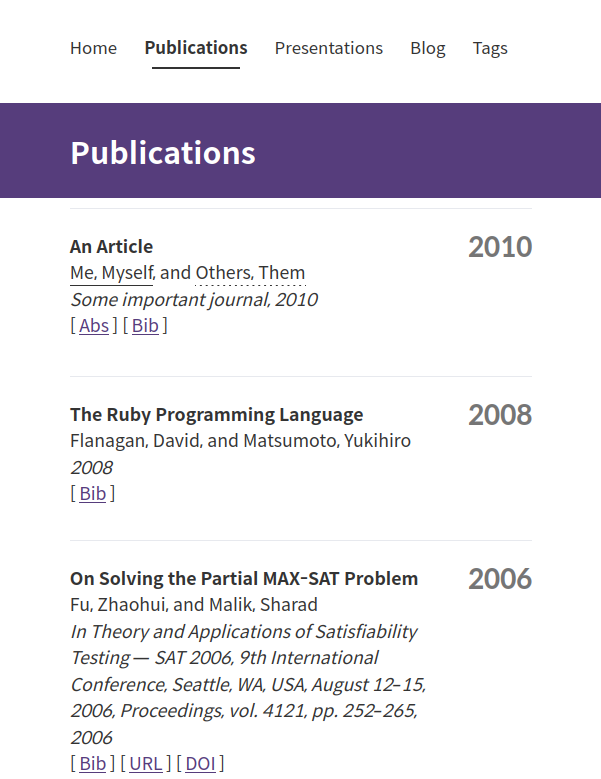 Home Publications Presentations Blog Tags
Publications
An Article 2010
Me, Myself, and Others, Them
Some important journal, 2010
[ Abs ] [ Bib ]
The Ruby Programming Language 2008
Flanagan, David, and Matsumoto, Yukihiro
2008
[ Bib ]
On Solving the Partial MAX-SAT Problem 2006
Fu, Zhaohui, and Malik, Sharad
In Theory and Applications of Satisfiability
Testing — SAT 2006, 9th International
Conference, Seattle, WA, USA, August 12–15,
2006, Proceedings, vol. 4121, pp. 252–265,
2006
[ Bib ] [ URL ] [ DOI ]